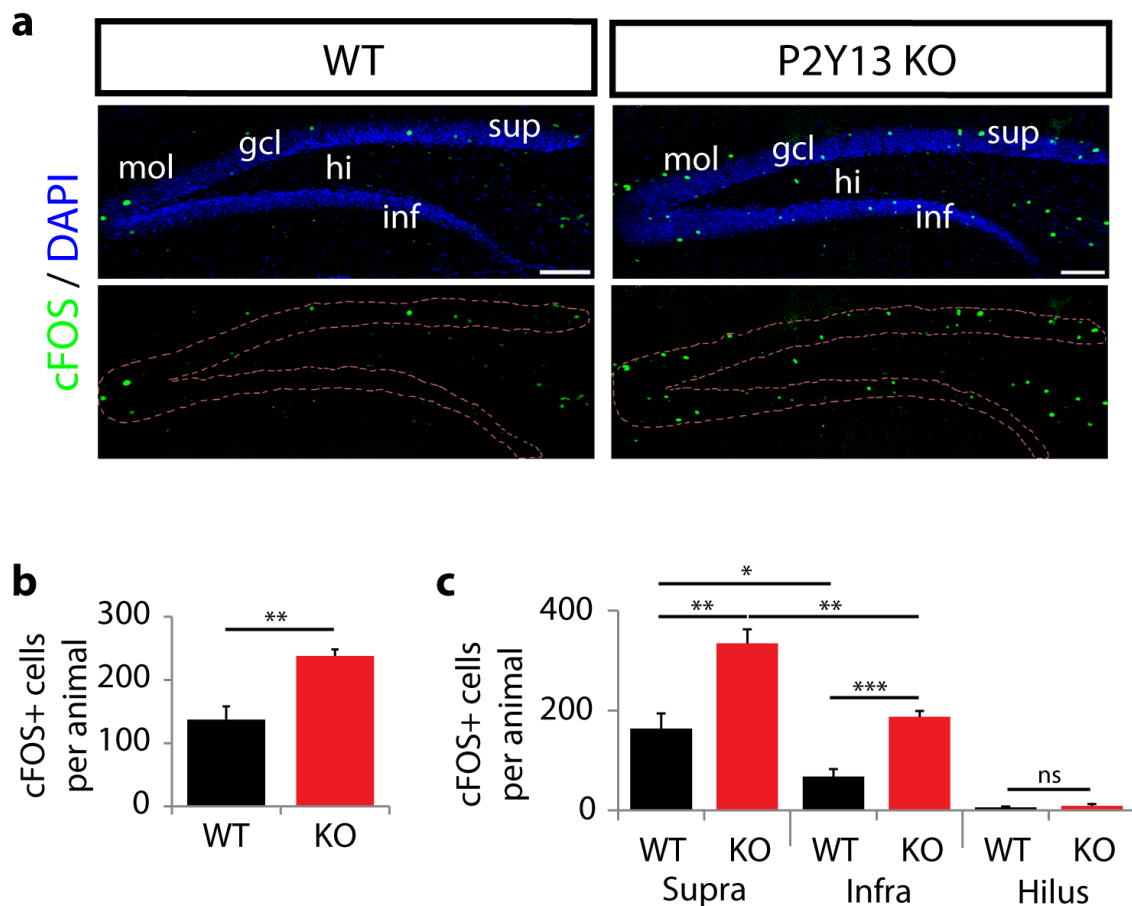 a
WT
P2Y13 KO
cFOS / DAPI
mol
gcl
sup
hi
inf
mol
gcl
sup
hi
inf
b
cFOS+ cells
per animal
300
200
100
0
**
WT
KO
c
cFOS+ cells
per animal
400
200
0
*
**
**
***
ns
WT KO WT KO WT KO
Supra Infra Hilus